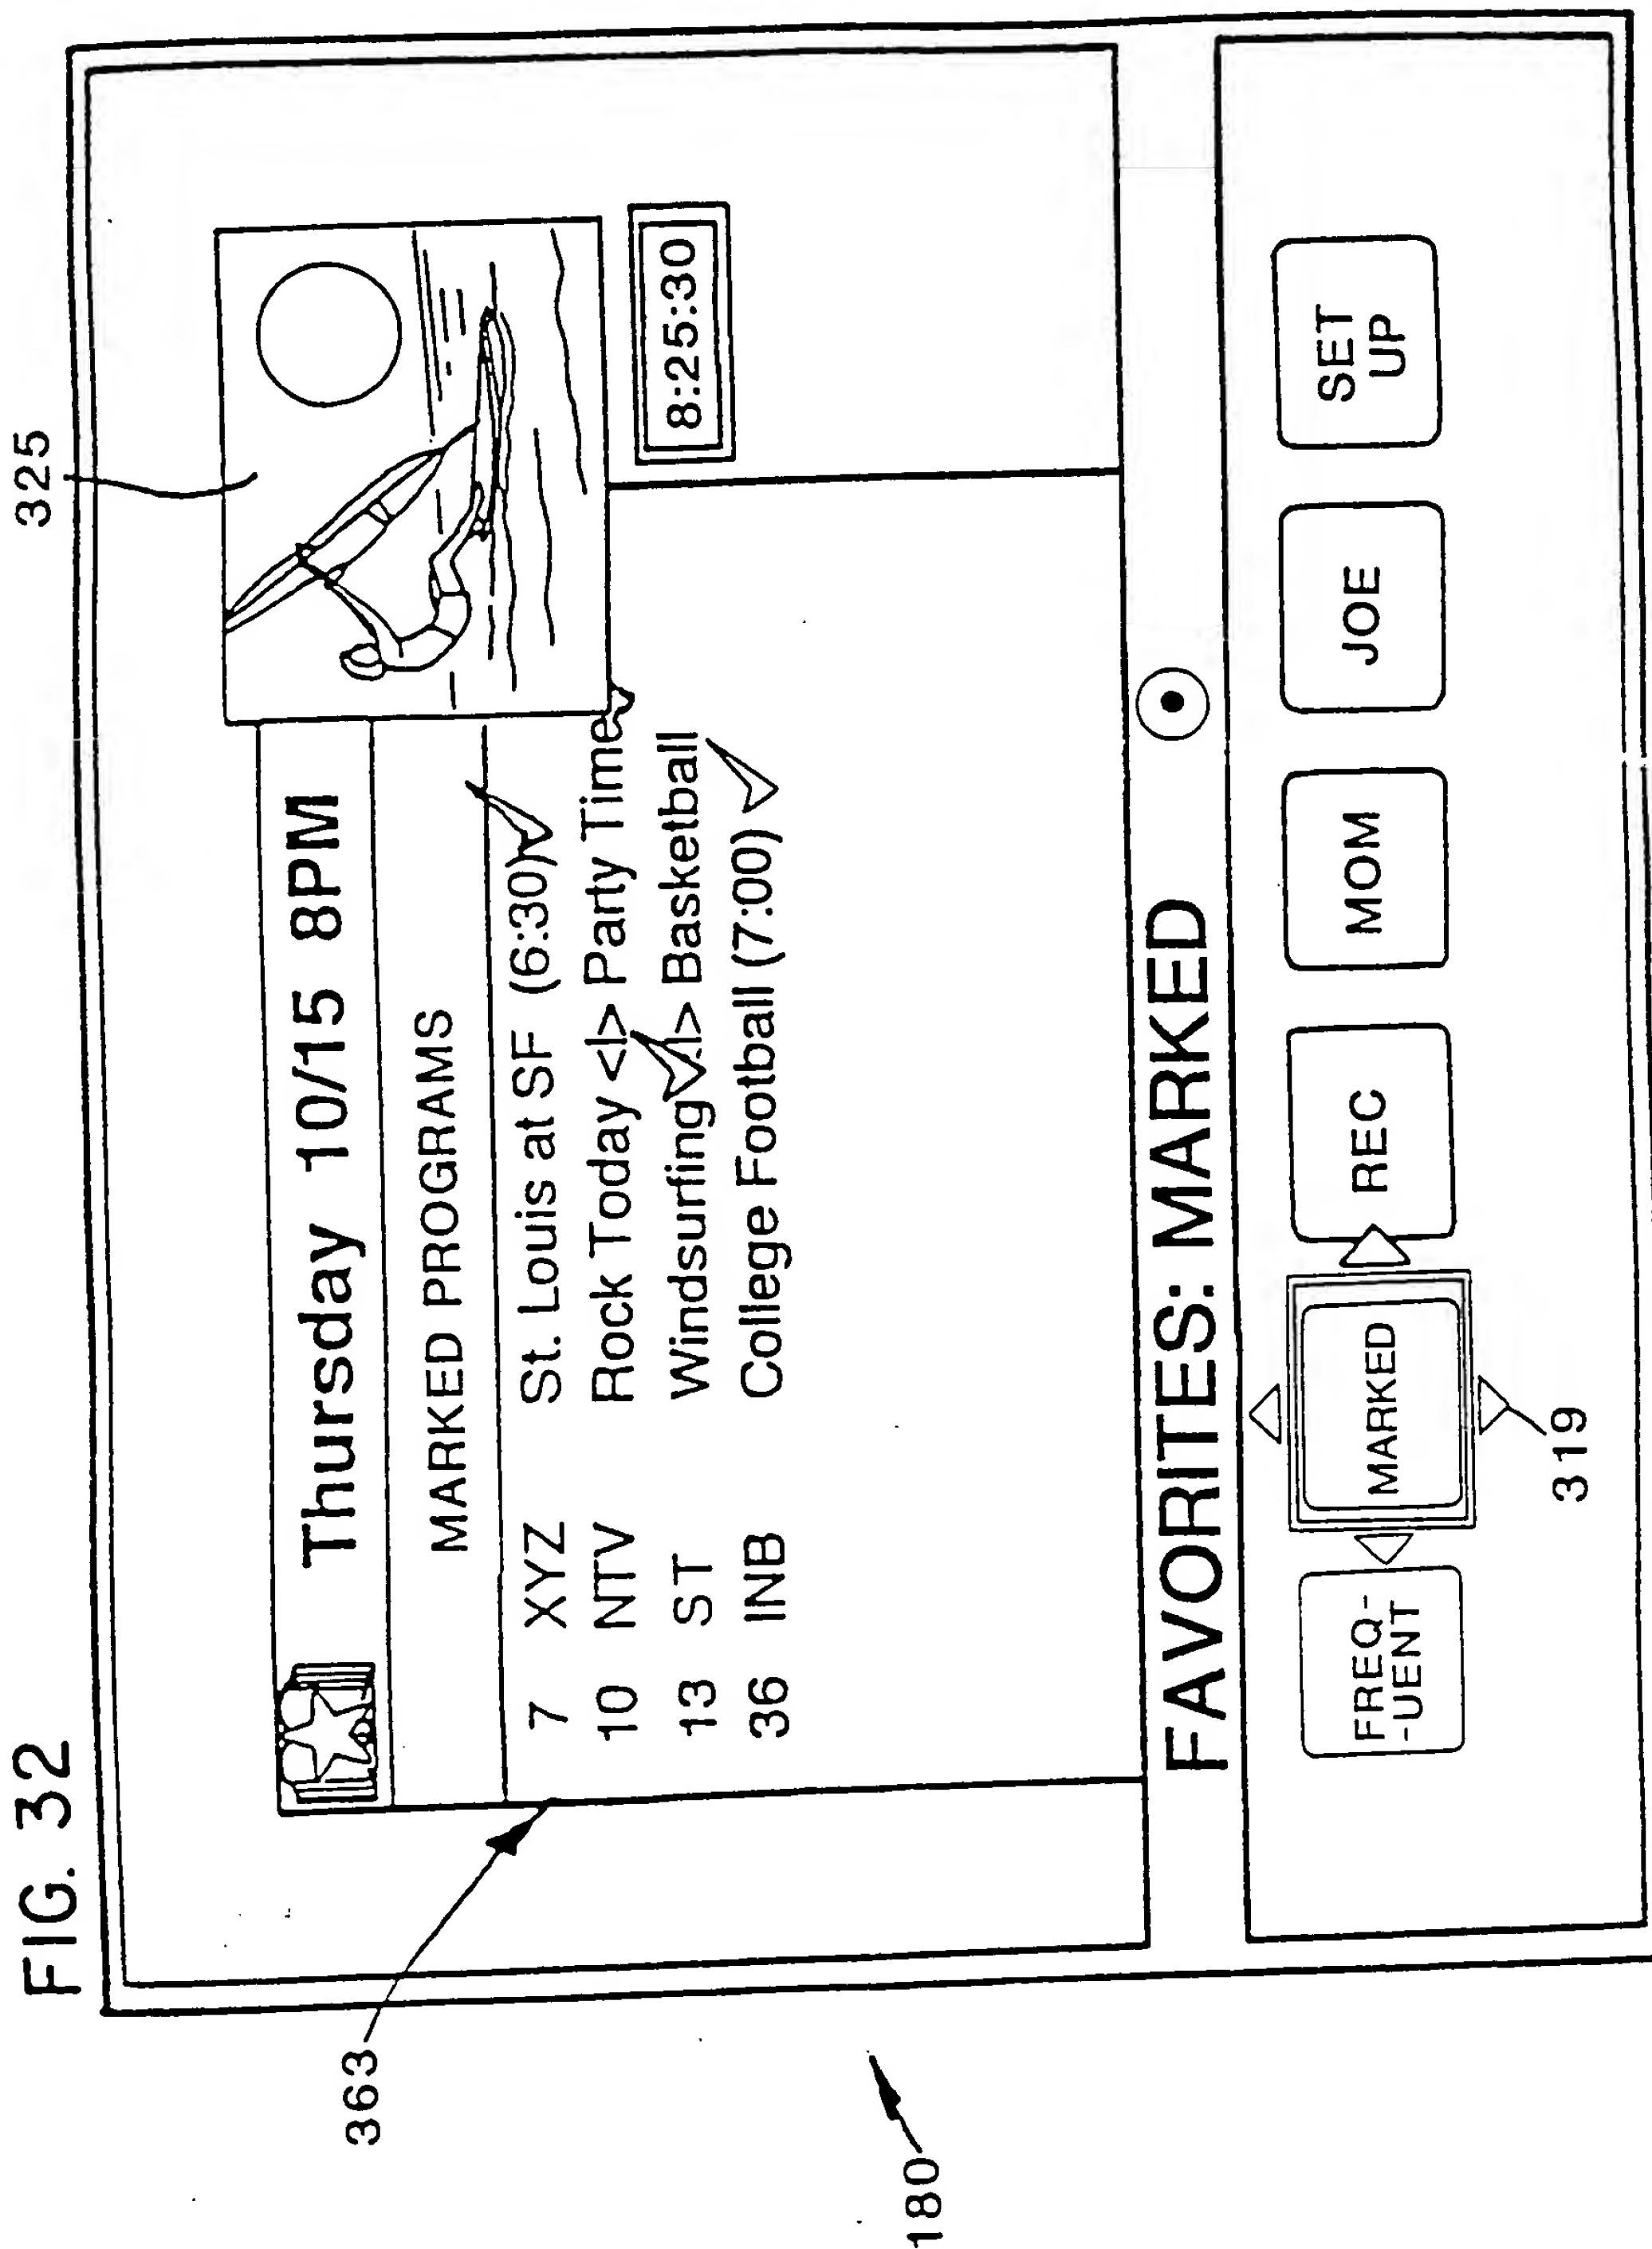 FIG. 32
325
363
180
Thursday 10/15 8PM
MARKED PROGRAMS
7 XYZ St. Louis at SF (6:30)
10 NTV Rock Today <|> Party Time
13 ST Windsurfing <|> Basketball
36 INB College Football (7:00)
8:25:30
FAVORITES: MARKED
FREQ-
-UENT
MARKED
REC
MOM
JOE
SET
UP
319